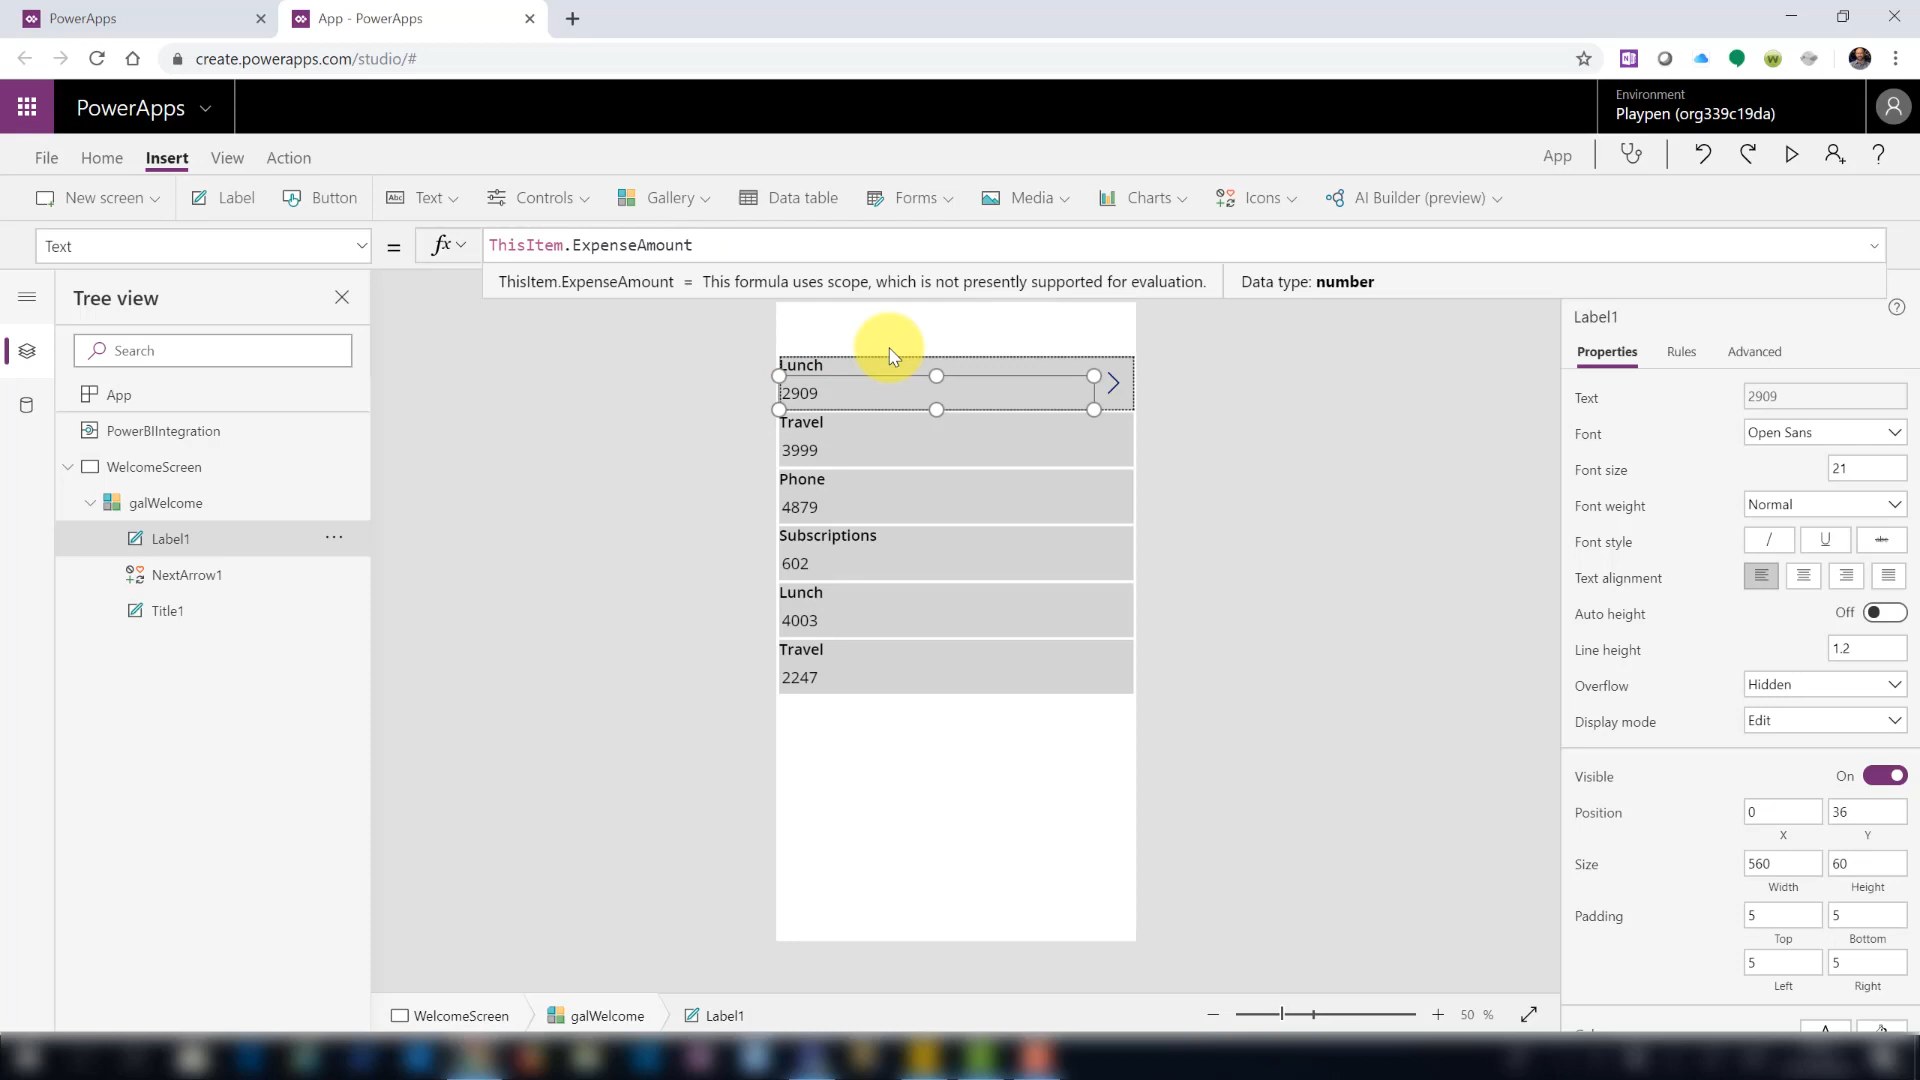 PowerApps
App - PowerApps
create.powerapps.com/studio/#
PowerApps
Environment
Playpen (org339c19da)
File Home Insert View Action
App
New screen Label Button Text Controls Gallery Data table Forms Media Charts Icons AI Builder (preview)
Text = fx ThisItem.ExpenseAmount
ThisItem.ExpenseAmount = This formula uses scope, which is not presently supported for evaluation. Data type: number
Tree view
Search
App
PowerBIIntegration
WelcomeScreen
galWelcome
Label1
NextArrow1
Title1
Lunch
2909
Travel
3999
Phone
4879
Subscriptions
602
Lunch
4003
Travel
2247
Label1
Properties Rules Advanced
Text 2909
Font Open Sans
Font size 21
Font weight Normal
Font style / U abc
Text alignment
Auto height Off
Line height 1.2
Overflow Hidden
Display mode Edit
Visible On
Position 0 36
X Y
Size 560 60
Width Height
Padding 5 5
Top Bottom
5 5
Left Right
WelcomeScreen galWelcome Label1
50 %